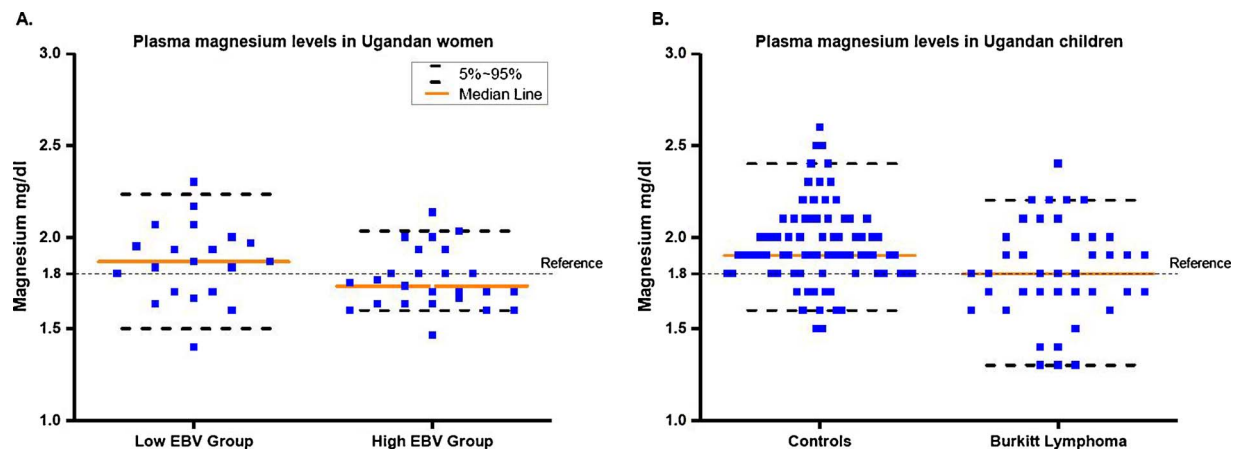 A.
Plasma magnesium levels in Ugandan women
3.0
2.5
2.0
1.8
1.5
1.0
Magnesium mg/dl
5%~95%
Median Line
Reference
Low EBV Group
High EBV Group
B.
Plasma magnesium levels in Ugandan children
3.0
2.5
2.0
1.8
1.5
1.0
Magnesium mg/dl
Reference
Controls
Burkitt Lymphoma